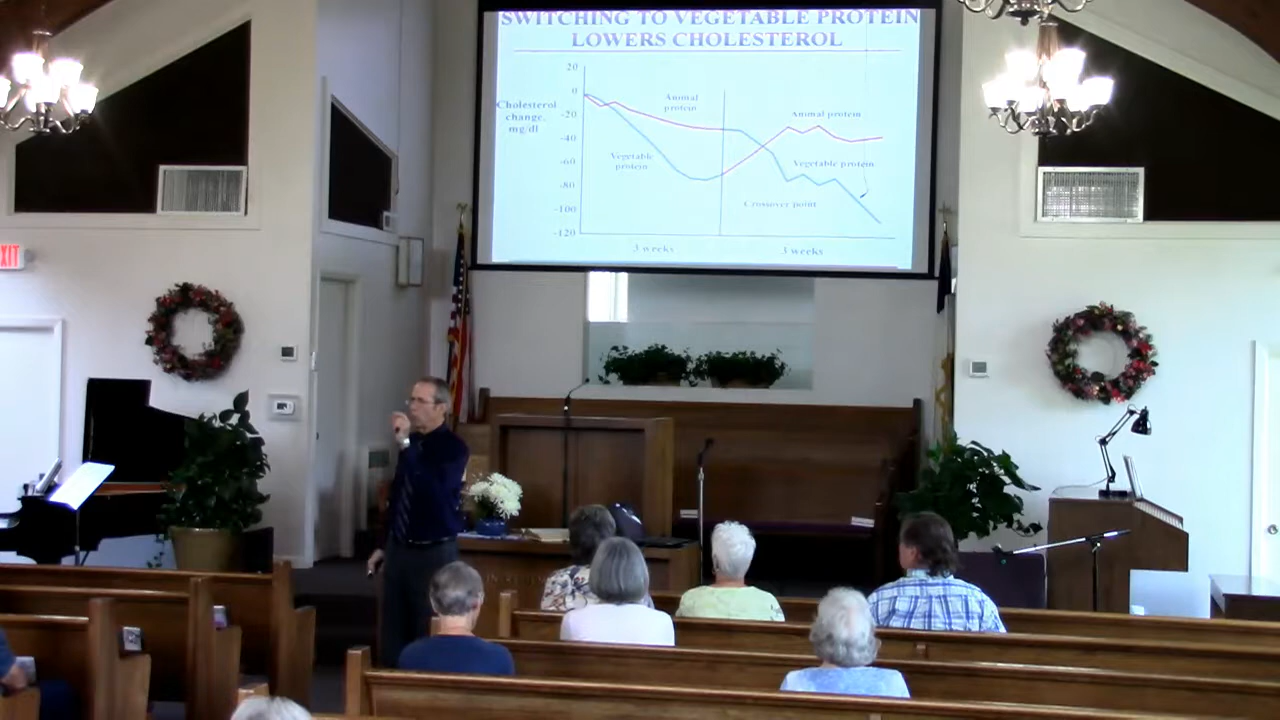 SWITCHING TO VEGETABLE PROTEIN
LOWERS CHOLESTEROL
20
0
-20
-40
-60
-80
-100
-120
Cholesterol
change,
mg/dl
Animal
protein
Vegetable
protein
Animal protein
Vegetable protein
Crossover point
3 weeks
3 weeks
EXIT